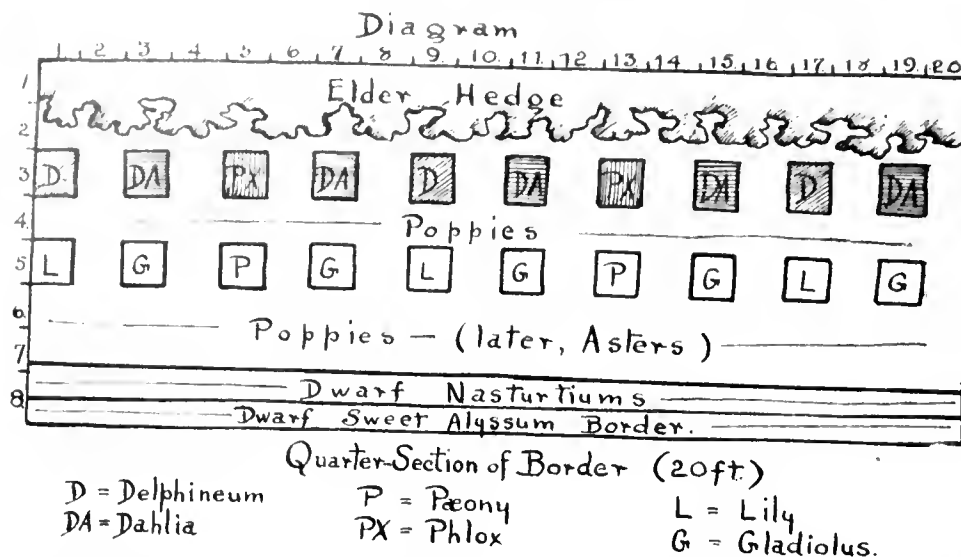 Diagram
1 2 3 4 5 6 7 8 9 10 11 12 13 14 15 16 17 18 19 20
1 Elder Hedge
2
3 D DA PX DA D DA PX DA D DA
4 Poppies
5 L G P G L G P G L G
6 Poppies — (later, Asters)
7
Dwarf Nasturtiums
8 Dwarf Sweet Alyssum Border.
Quarter-Section of Border (20ft.)
D = Delphineum P = Pæony L = Lily
DA = Dahlia PX = Phlox G = Gladiolus.